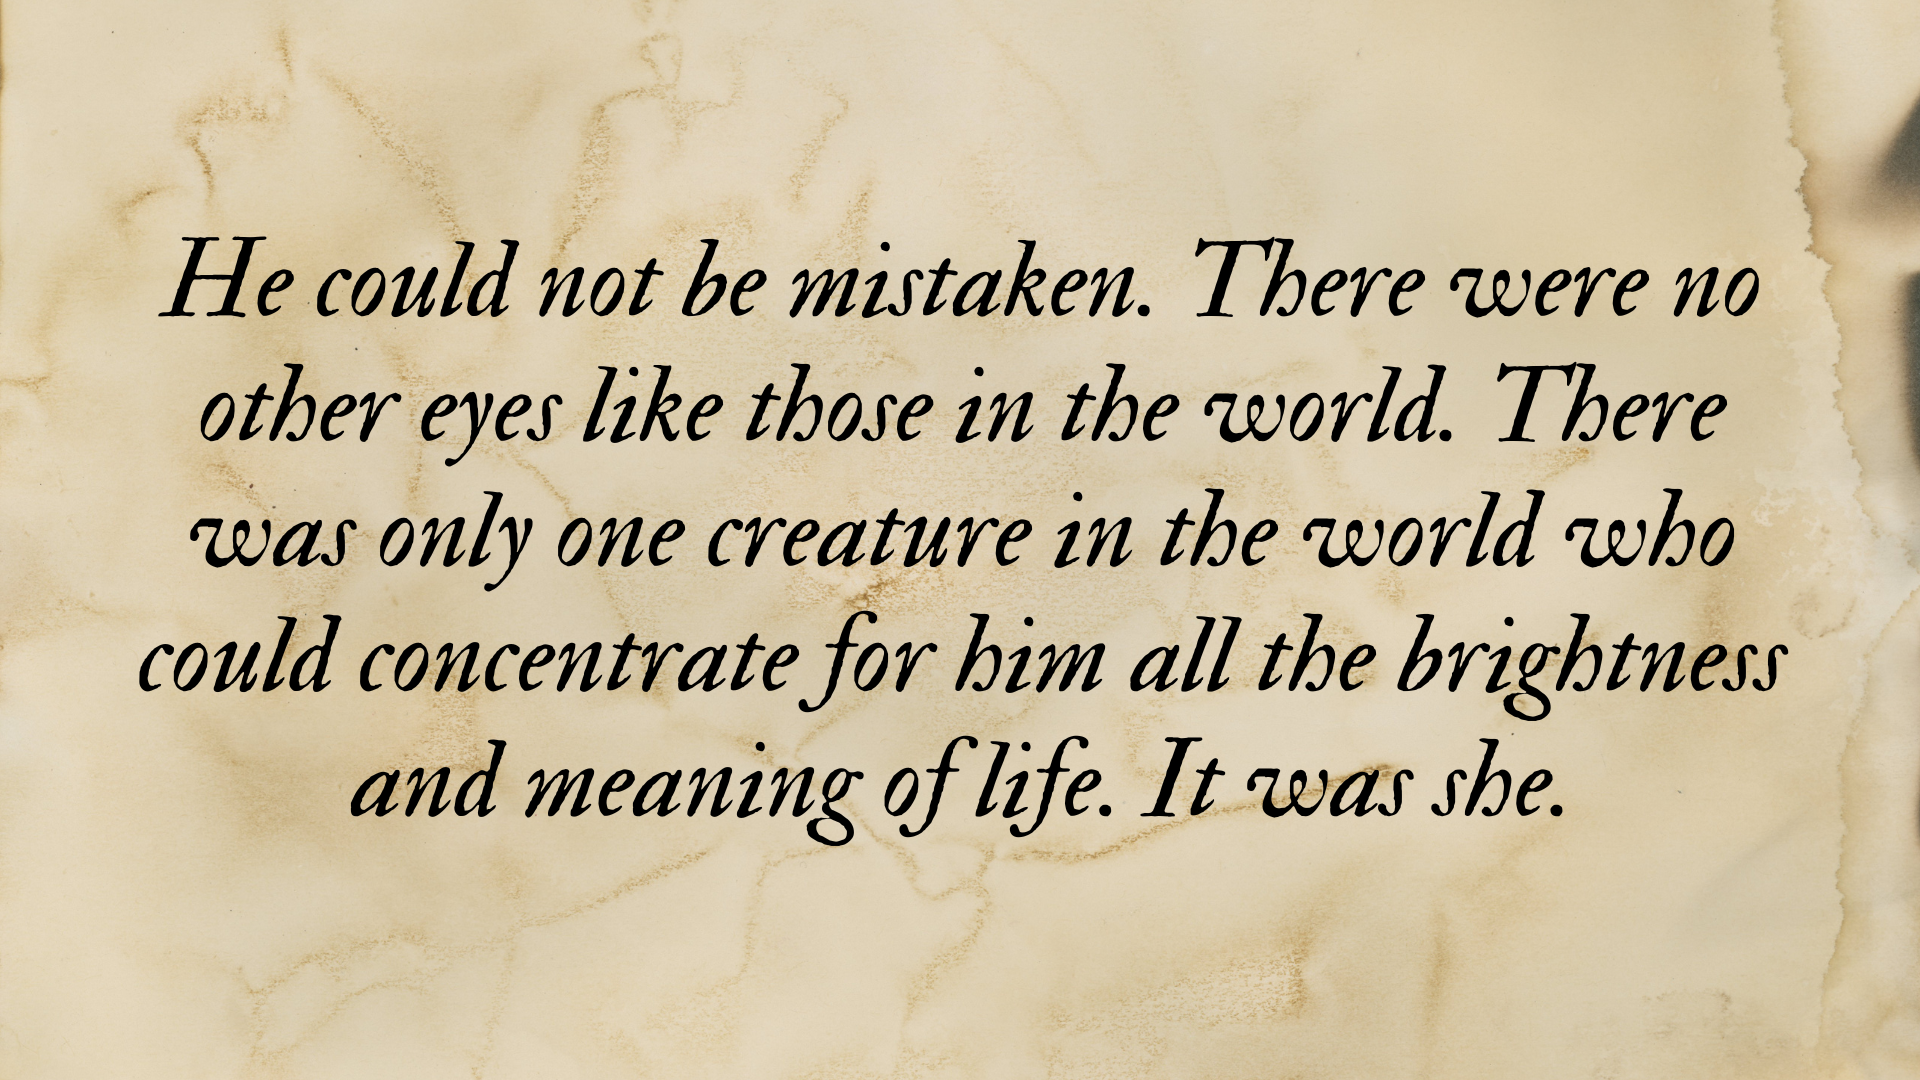 He could not be mistaken. There were no
other eyes like those in the world. There
was only one creature in the world who
could concentrate for him all the brightness
and meaning of life. It was she.